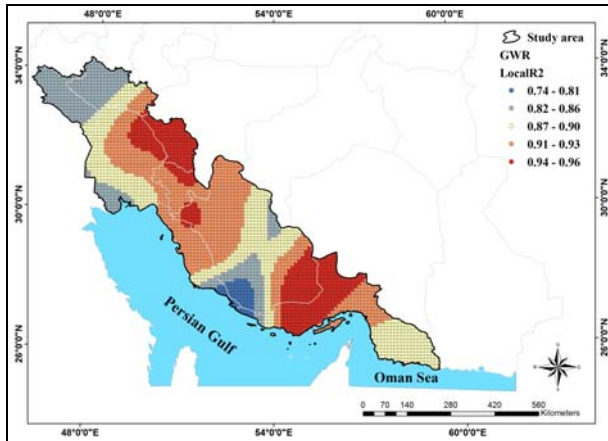 48°0'0"E
54°0'0"E
60°0'0"E
34°0'0"N
34°0'0"N
Study area
GWR
LocalR2
0.74 - 0.81
0.82 - 0.86
0.87 - 0.90
0.91 - 0.93
0.94 - 0.96
30°0'0"N
30°0'0"N
Persian Gulf
26°0'0"N
26°0'0"N
Oman Sea
N
0 70 140 280 420 560
Kilometers
48°0'0"E
54°0'0"E
60°0'0"E